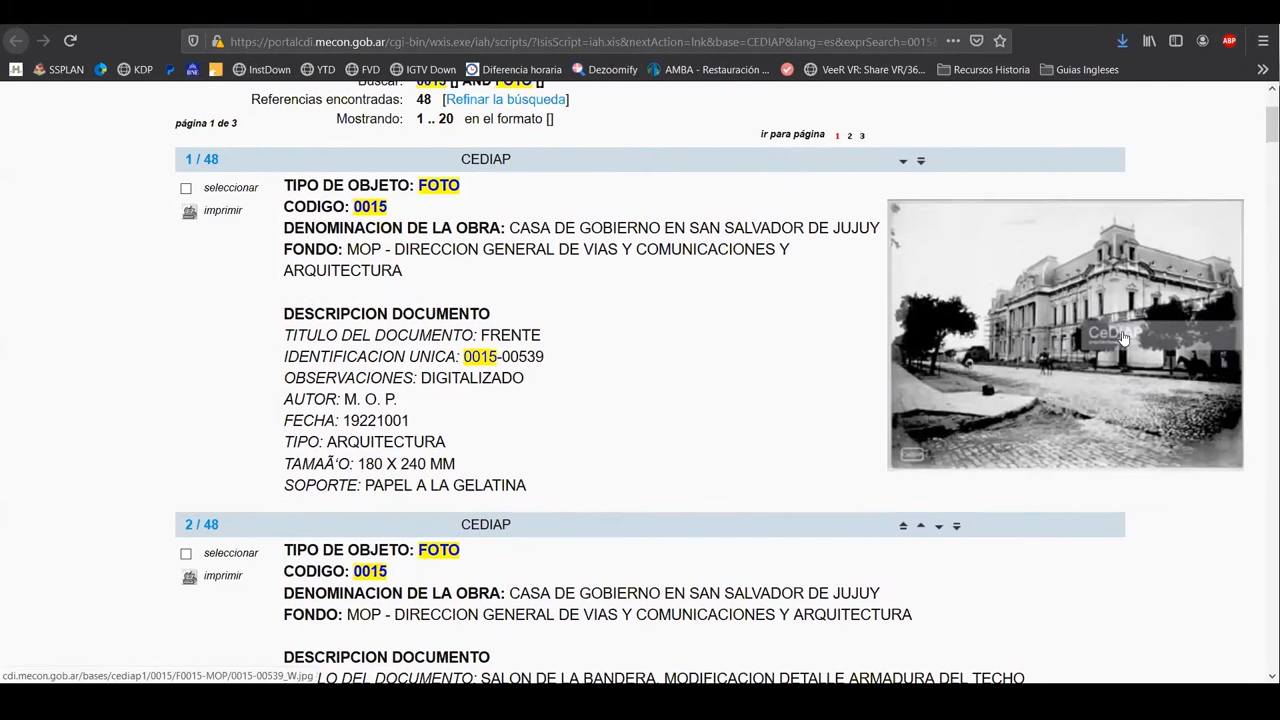 https://portalcdi.mecon.gob.ar/cgi-bin/wxis.exe/iah/scripts/?IsisScript=iah.xis&nextAction=lnk&base=CEDIAP&lang=es&exprSearch=0015
ABP
SSPLAN KDP InstDown YTD FVD IGTV Down Diferencia horaria Dezoomify AMBA - Restauración ... VeeR VR: Share VR/36... Recursos Historia Guias Ingleses
Buscar: 0015 [] AND FOTO []
Referencias encontradas: 48 [Refinar la búsqueda]
Mostrando: 1 .. 20 en el formato []
página 1 de 3
ir para página 1 2 3
1 / 48 CEDIAP
seleccionar
imprimir
TIPO DE OBJETO: FOTO
CODIGO: 0015
DENOMINACION DE LA OBRA: CASA DE GOBIERNO EN SAN SALVADOR DE JUJUY
FONDO: MOP - DIRECCION GENERAL DE VIAS Y COMUNICACIONES Y
ARQUITECTURA
DESCRIPCION DOCUMENTO
TITULO DEL DOCUMENTO: FRENTE
IDENTIFICACION UNICA: 0015-00539
OBSERVACIONES: DIGITALIZADO
AUTOR: M. O. P.
FECHA: 19221001
TIPO: ARQUITECTURA
TAMAÃ‘O: 180 X 240 MM
SOPORTE: PAPEL A LA GELATINA
CeDIAP
2 / 48 CEDIAP
seleccionar
imprimir
TIPO DE OBJETO: FOTO
CODIGO: 0015
DENOMINACION DE LA OBRA: CASA DE GOBIERNO EN SAN SALVADOR DE JUJUY
FONDO: MOP - DIRECCION GENERAL DE VIAS Y COMUNICACIONES Y ARQUITECTURA
DESCRIPCION DOCUMENTO
LO DEL DOCUMENTO: SALON DE LA BANDERA. MODIFICACION DETALLE ARMADURA DEL TECHO
cdi.mecon.gob.ar/bases/cediap1/0015/F0015-MOP/0015-00539_W.jpg